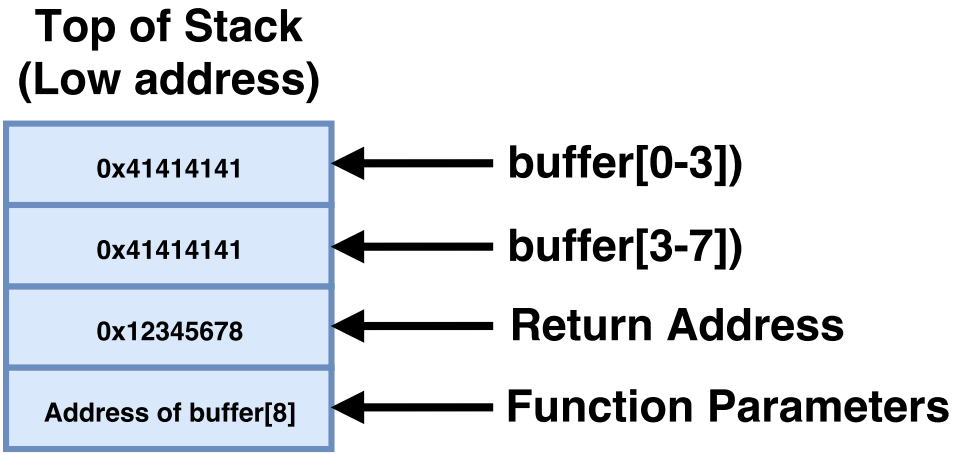 Top of Stack
(Low address)
0x41414141
buffer[0-3])
0x41414141
buffer[3-7])
0x12345678
Return Address
Address of buffer[8]
Function Parameters